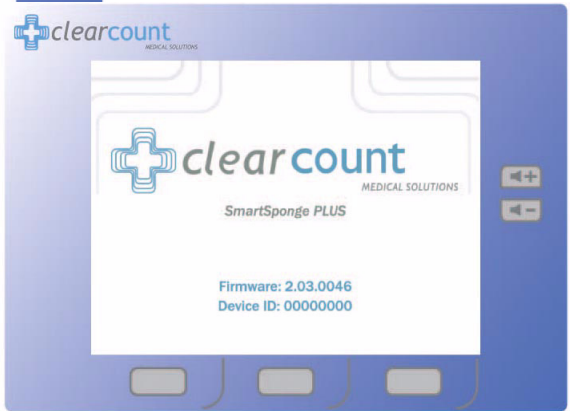 clearcount
MEDICAL SOLUTIONS
clearcount
MEDICAL SOLUTIONS
SmartSponge PLUS
Firmware: 2.03.0046
Device ID: 00000000